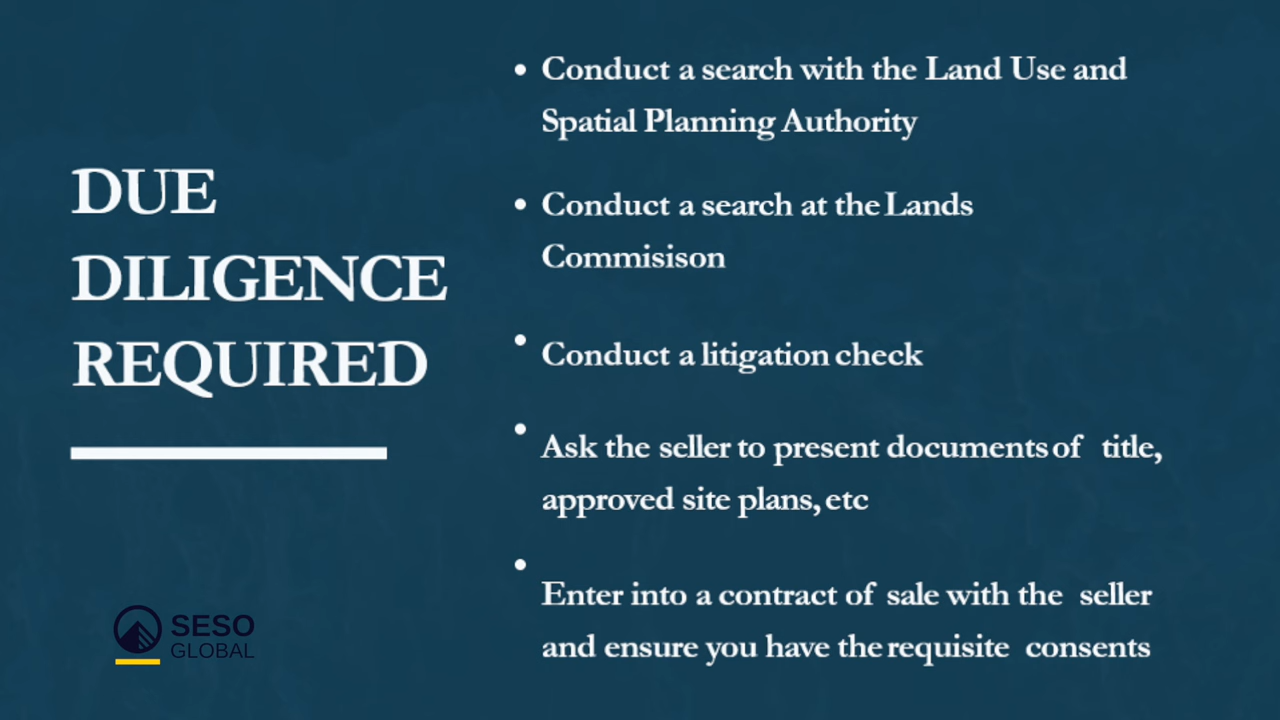 DUE
DILIGENCE
REQUIRED
• Conduct a search with the Land Use and
Spatial Planning Authority
• Conduct a search at the Lands
Commisison
• Conduct a litigation check
• Ask the seller to present documents of title,
approved site plans, etc
• Enter into a contract of sale with the seller
and ensure you have the requisite consents
SESO
GLOBAL